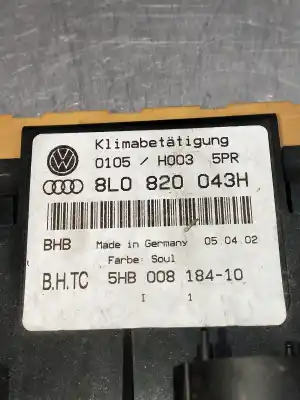 Klimabetätigung
0105 / H003 5PR
8L0 820 043H
BHB Made in Germany 05.04.02
Farbe: Soul
B.H.TC 5HB 008 184-10
I 1